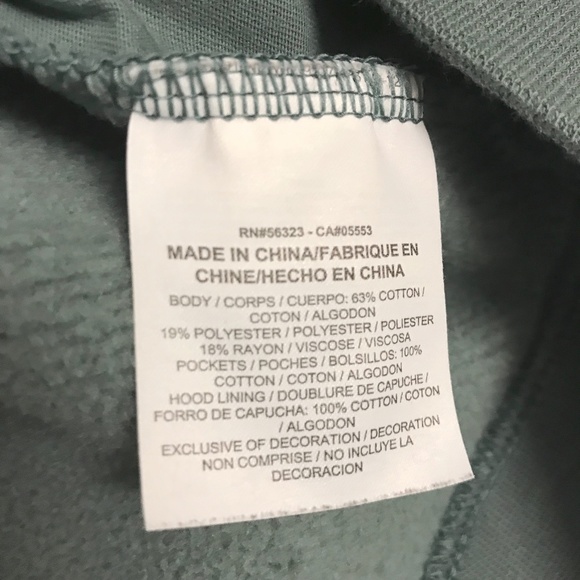 RN#56323 - CA#05553
MADE IN CHINA/FABRIQUE EN
CHINE/HECHO EN CHINA
BODY / CORPS / CUERPO: 63% COTTON /
COTON / ALGODON
19% POLYESTER / POLYESTER / POLIESTER
18% RAYON / VISCOSE / VISCOSA
POCKETS / POCHES / BOLSILLOS: 100%
COTTON / COTON / ALGODON
HOOD LINING / DOUBLURE DE CAPUCHE /
FORRO DE CAPUCHA: 100% COTTON / COTON
/ ALGODON
EXCLUSIVE OF DECORATION / DECORATION
NON COMPRISE / NO INCLUYE LA
DECORACION